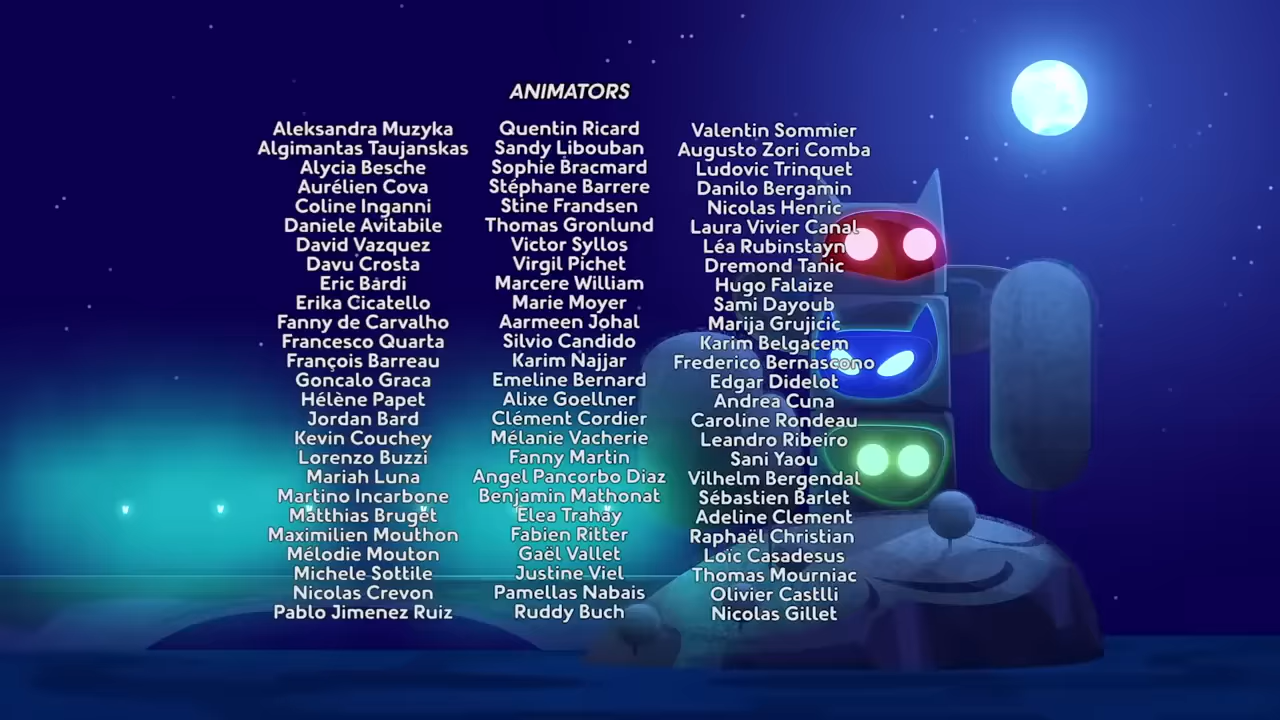 ANIMATORS
Aleksandra Muzyka
Algimantas Taujanskas
Alycia Besche
Aurélien Cova
Coline Inganni
Daniele Avitabile
David Vazquez
Davu Crosta
Eric Bardi
Erika Cicatello
Fanny de Carvalho
Francesco Quarta
François Barreau
Goncalo Graca
Hélène Papet
Jordan Bard
Kevin Couchey
Lorenzo Buzzi
Mariah Luna
Martino Incarbone
Matthias Bruget
Maximilien Mouthon
Mélodie Mouton
Michele Sottile
Nicolas Crevon
Pablo Jimenez Ruiz
Quentin Ricard
Sandy Libouban
Sophie Bracmard
Stéphane Barrere
Stine Frandsen
Thomas Gronlund
Victor Syllos
Virgil Pichet
Marcere William
Marie Moyer
Aarmeen Johal
Silvio Candido
Karim Najjar
Emeline Bernard
Alixe Goellner
Clément Cordier
Mélanie Vacherie
Fanny Martin
Angel Pancorbo Diaz
Benjamin Mathonat
Elea Trahay
Fabien Ritter
Gaël Vallet
Justine Viel
Pamellas Nabais
Ruddy Buch
Valentin Sommier
Augusto Zori Comba
Ludovic Trinquet
Danilo Bergamin
Nicolas Henric
Laura Vivier Canal
Léa Rubinstayn
Dremond Tanic
Hugo Falaize
Sami Dayoub
Marija Grujicic
Karim Belgacem
Frederico Bernascono
Edgar Didelot
Andrea Cuna
Caroline Rondeau
Leandro Ribeiro
Sani Yaou
Vilhelm Bergendal
Sébastien Barlet
Adeline Clement
Raphaël Christian
Loïc Casadesus
Thomas Mourniac
Olivier Castlli
Nicolas Gillet